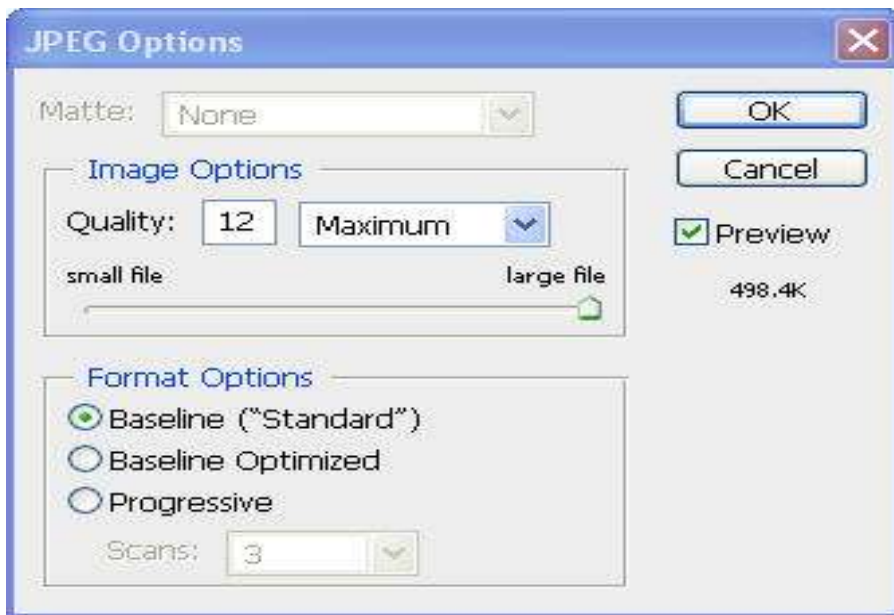 JPEG Options
Matte: None
OK
Image Options
Cancel
Quality: 12 Maximum
Preview
small file large file
498.4K
Format Options
Baseline ("Standard")
Baseline Optimized
Progressive
Scans: 3